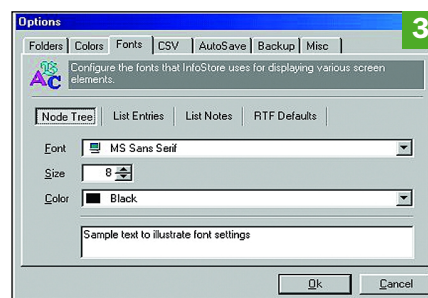 Options
3
Folders Colors Fonts CSV AutoSave Backup Misc
Configure the fonts that InfoStore uses for displaying various screen
elements.
Node Tree List Entries List Notes RTF Defaults
Font MS Sans Serif
Size 8
Color Black
Sample text to illustrate font settings
Ok Cancel